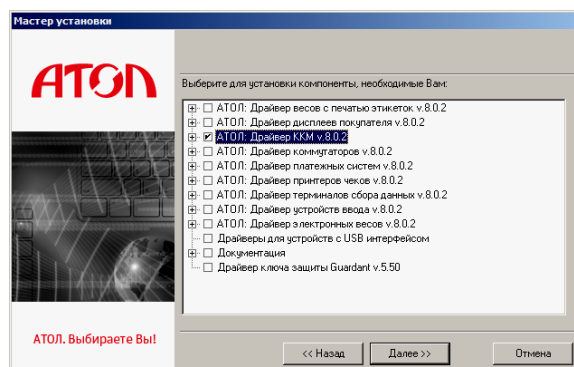 Мастер установки
АТОЛ
Выберите для установки компоненты, необходимые Вам:
АТОЛ: Драйвер весов с печатью этикеток v.8.0.2
АТОЛ: Драйвер дисплеев покупателя v.8.0.2
АТОЛ: Драйвер ККМ v.8.0.2
АТОЛ: Драйвер коммутаторов v.8.0.2
АТОЛ: Драйвер платежных систем v.8.0.2
АТОЛ: Драйвер принтеров чеков v.8.0.2
АТОЛ: Драйвер терминалов сбора данных v.8.0.2
АТОЛ: Драйвер устройств ввода v.8.0.2
АТОЛ: Драйвер электронных весов v.8.0.2
Драйверы для устройств с USB интерфейсом
Документация
Драйвер ключа защиты Guardant v.5.50
АТОЛ. Выбираете Вы!
<< Назад
Далее >>
Отмена